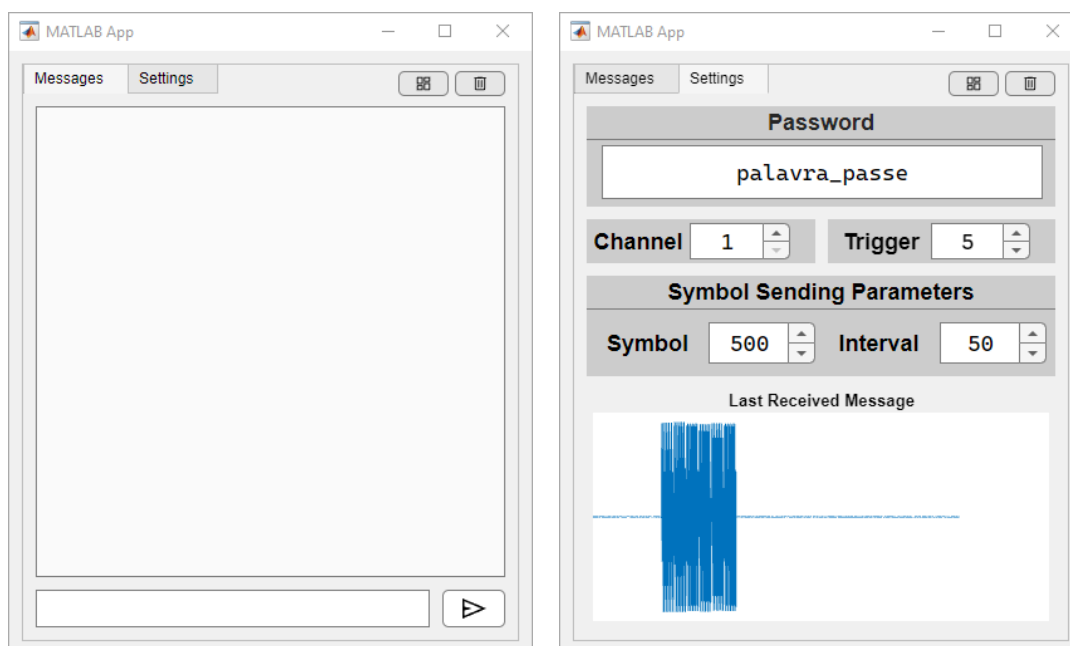 MATLAB App
Messages Settings
MATLAB App
Messages Settings
Password
palavra_passe
Channel 1 Trigger 5
Symbol Sending Parameters
Symbol 500 Interval 50
Last Received Message